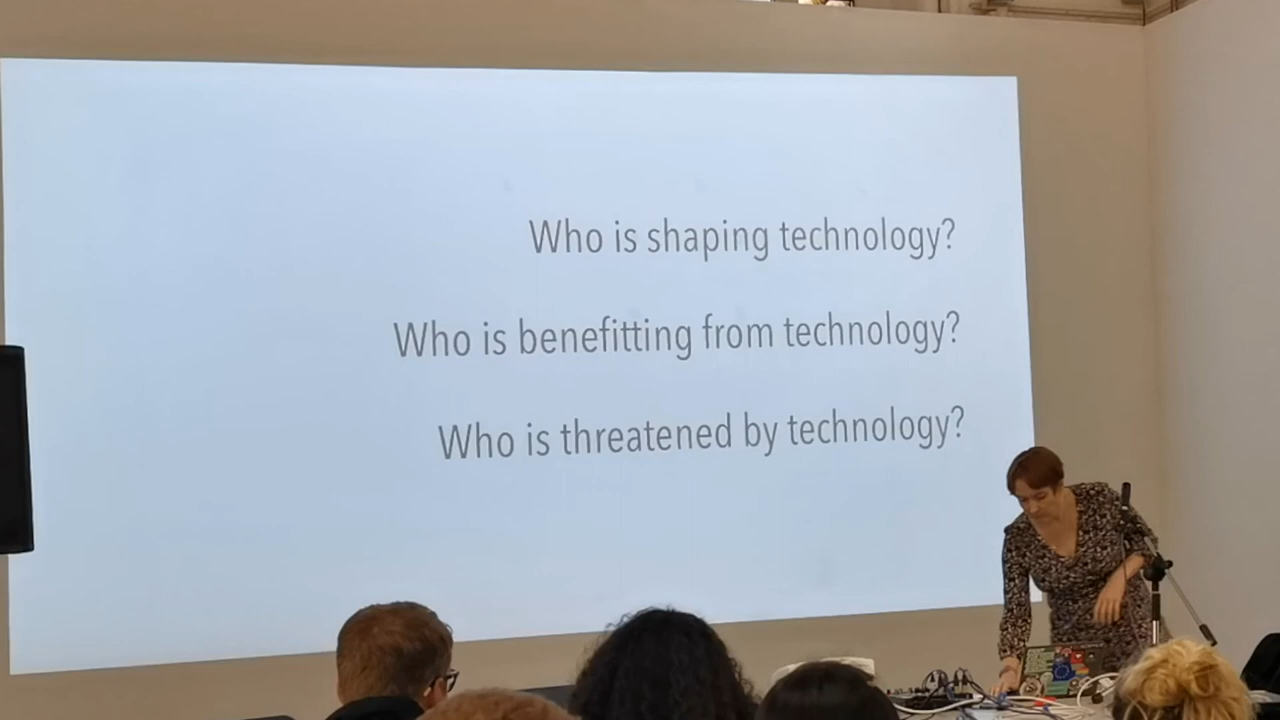 Who is shaping technology?
Who is benefitting from technology?
Who is threatened by technology?